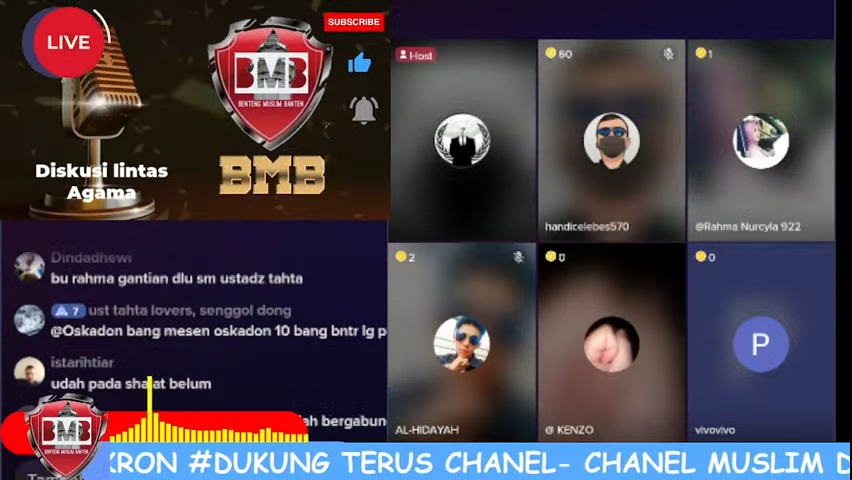 LIVE
SUBSCRIBE
BMB
BENTENG MUSLIM BANTEN
BMB
Diskusi lintas
Agama
Host
60
1
handicelebes570
@Rahma Nurcyla 922
Dindadhewi
bu rahma gantian dlu sm ustadz tahta
7 ust tahta lovers, senggol dong
@Oskadon bang mesen oskadon 10 bang bntr lg p
istarihtiar
udah pada shalat belum
ah bergabun
2
0
0
P
AL-HIDAYAH
@ KENZO
vivovivo
BMB
KRON #DUKUNG TERUS CHANEL- CHANEL MUSLIM D